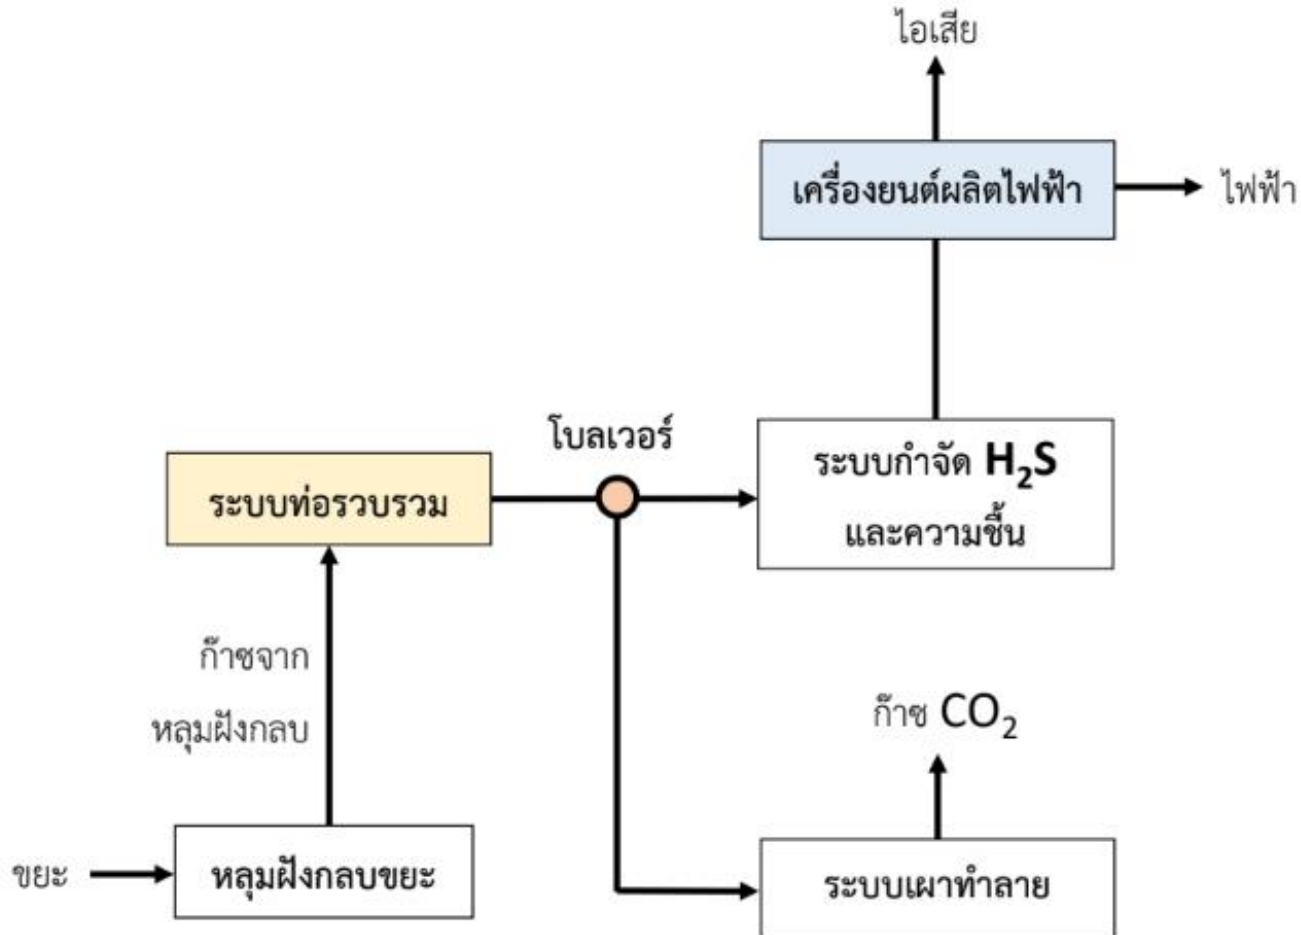 ไอเสีย
เครื่องยนต์ผลิตไฟฟ้า
ไฟฟ้า
โบลเวอร์
ระบบกำจัด H₂S
และความชื้น
ระบบท่อรวบรวม
ก๊าซจาก
หลุมฝังกลบ
ก๊าซ CO₂
ขยะ
หลุมฝังกลบขยะ
ระบบเผาทำลาย